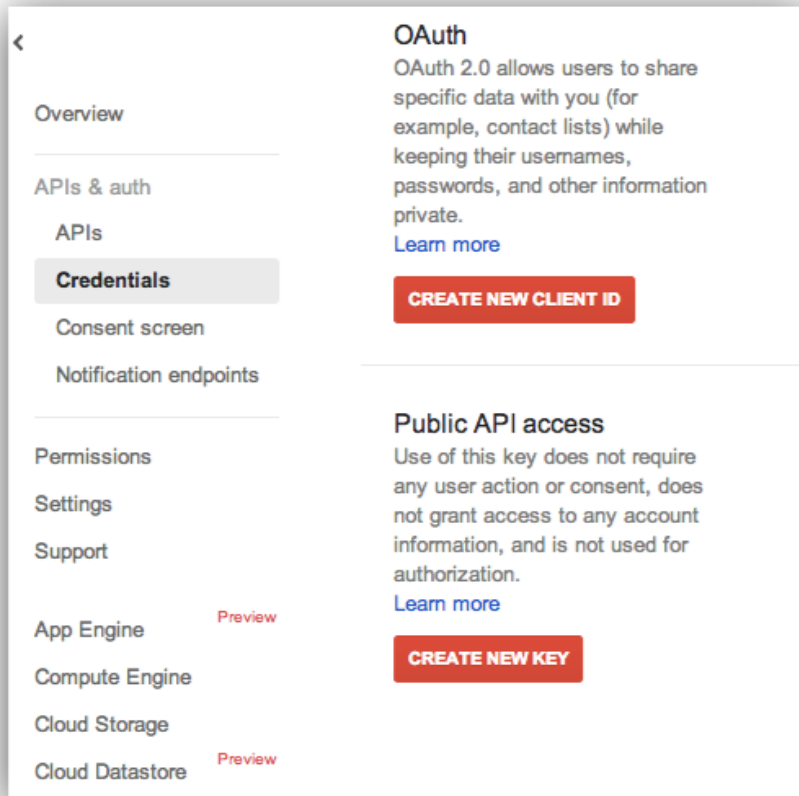 Overview
APIs & auth
APIs
Credentials
Consent screen
Notification endpoints
Permissions
Settings
Support
App Engine Preview
Compute Engine
Cloud Storage
Cloud Datastore Preview
OAuth
OAuth 2.0 allows users to share
specific data with you (for
example, contact lists) while
keeping their usernames,
passwords, and other information
private.
Learn more
CREATE NEW CLIENT ID
Public API access
Use of this key does not require
any user action or consent, does
not grant access to any account
information, and is not used for
authorization.
Learn more
CREATE NEW KEY